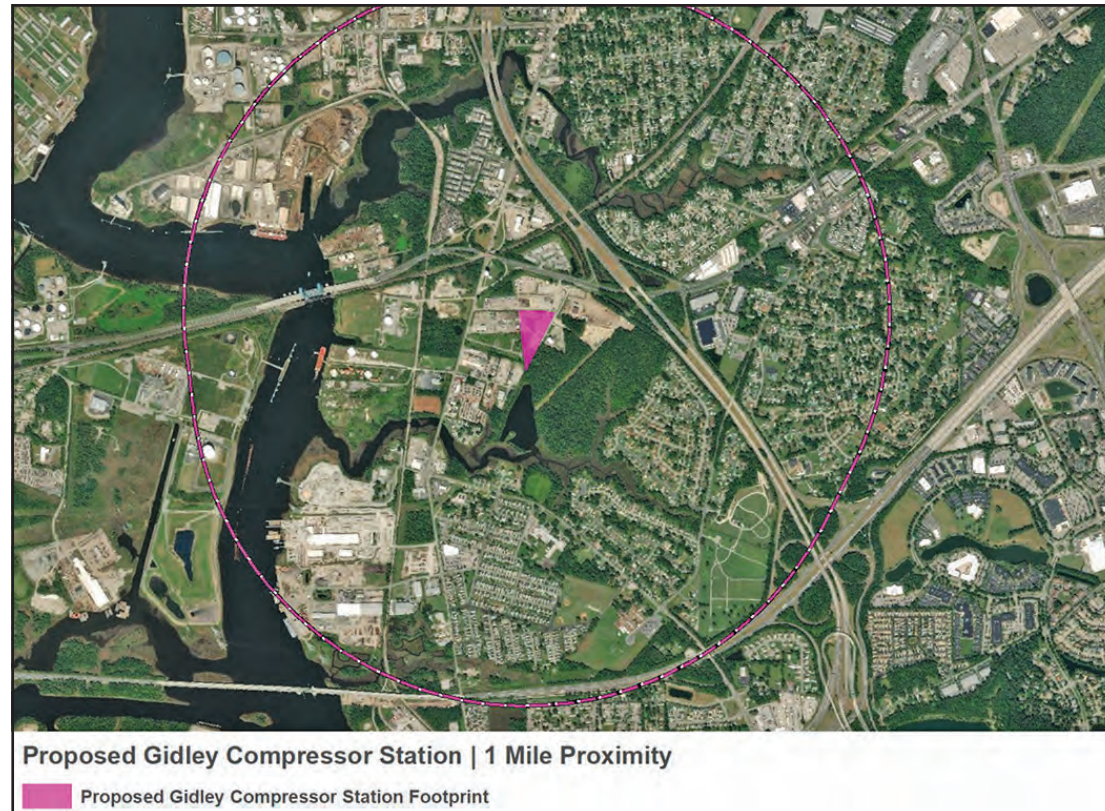 Proposed Gidley Compressor Station | 1 Mile Proximity
Proposed Gidley Compressor Station Footprint